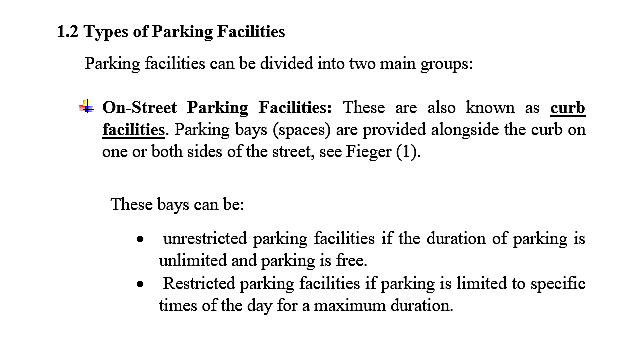 1.2 Types of Parking Facilities
Parking facilities can be divided into two main groups:
On-Street Parking Facilities: These are also known as curb
facilities. Parking bays (spaces) are provided alongside the curb on
one or both sides of the street, see Fieger (1).
These bays can be:
• unrestricted parking facilities if the duration of parking is
unlimited and parking is free.
• Restricted parking facilities if parking is limited to specific
times of the day for a maximum duration.